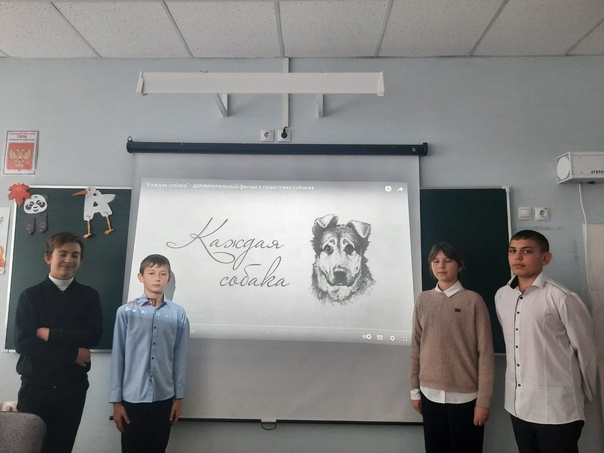 "Каждая собака" - документальный фильм о приютских собаках
Каждая
собака